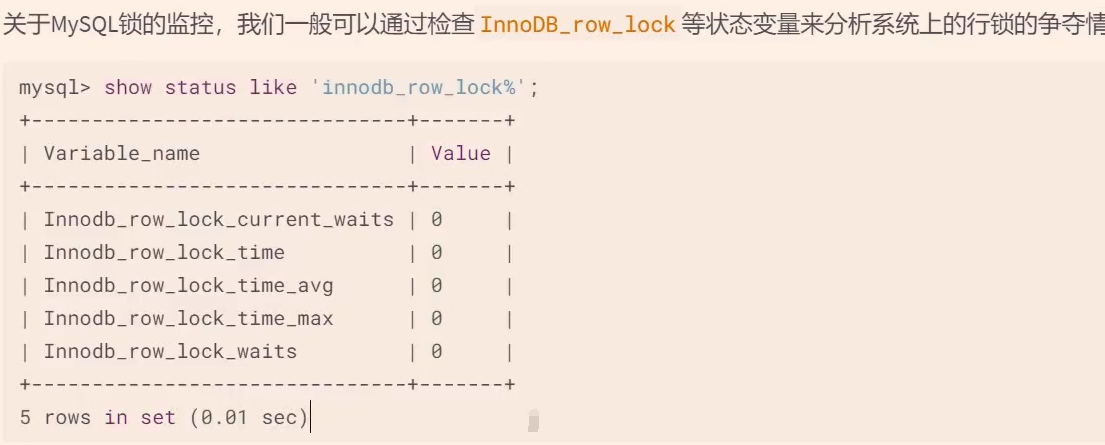 关于MySQL锁的监控，我们一般可以通过检查 InnoDB_row_lock 等状态变量来分析系统上的行锁的争夺情
mysql> show status like 'innodb_row_lock%';
+-------------------------------+-------+
| Variable_name                 | Value |
+-------------------------------+-------+
| Innodb_row_lock_current_waits | 0     |
| Innodb_row_lock_time          | 0     |
| Innodb_row_lock_time_avg      | 0     |
| Innodb_row_lock_time_max      | 0     |
| Innodb_row_lock_waits         | 0     |
+-------------------------------+-------+
5 rows in set (0.01 sec)